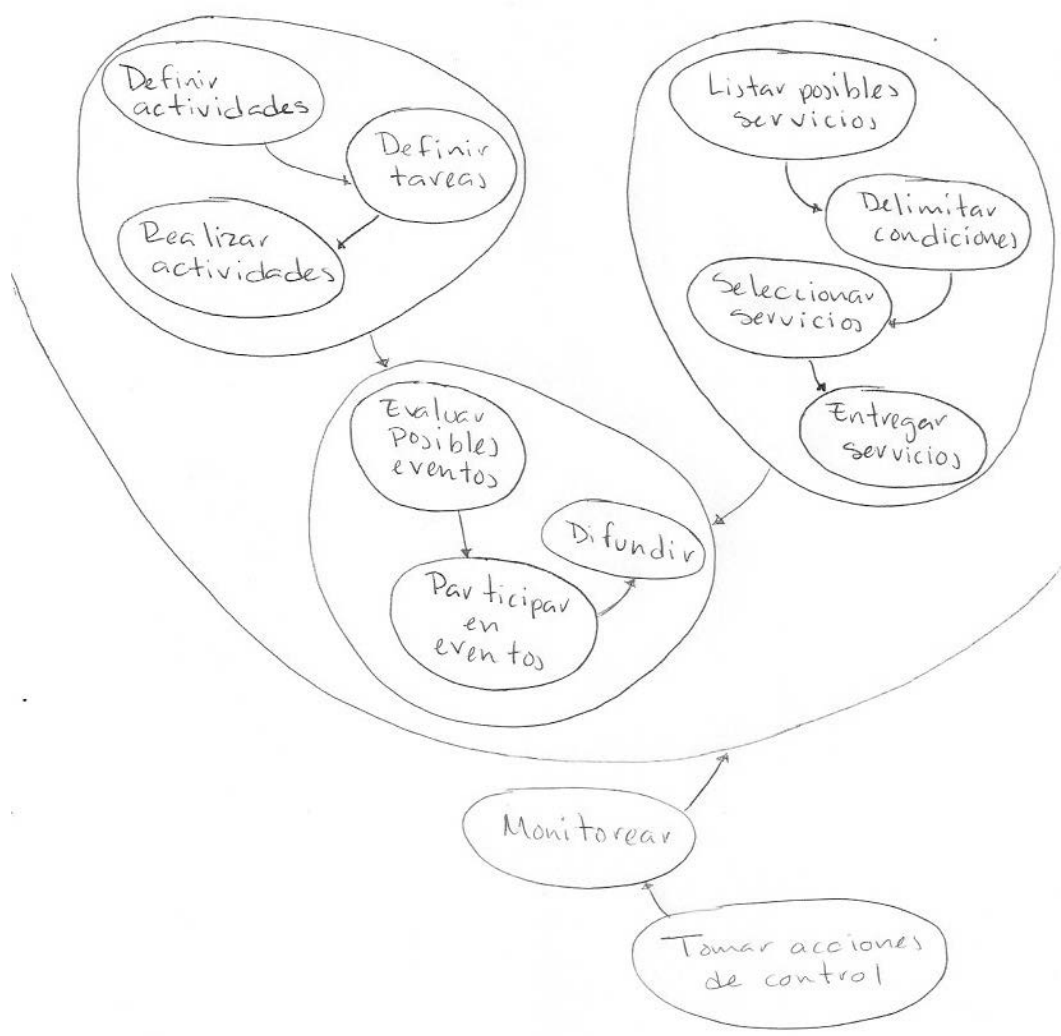 Definir
actividades
Definir
tareas
Realizar
actividades
Listar posibles
servicios
Delimitar
condiciones
Seleccionar
servicios
Entregar
servicios
Evaluar
posibles
eventos
Participar
en
eventos
Difundir
Monitorear
Tomar acciones
de control